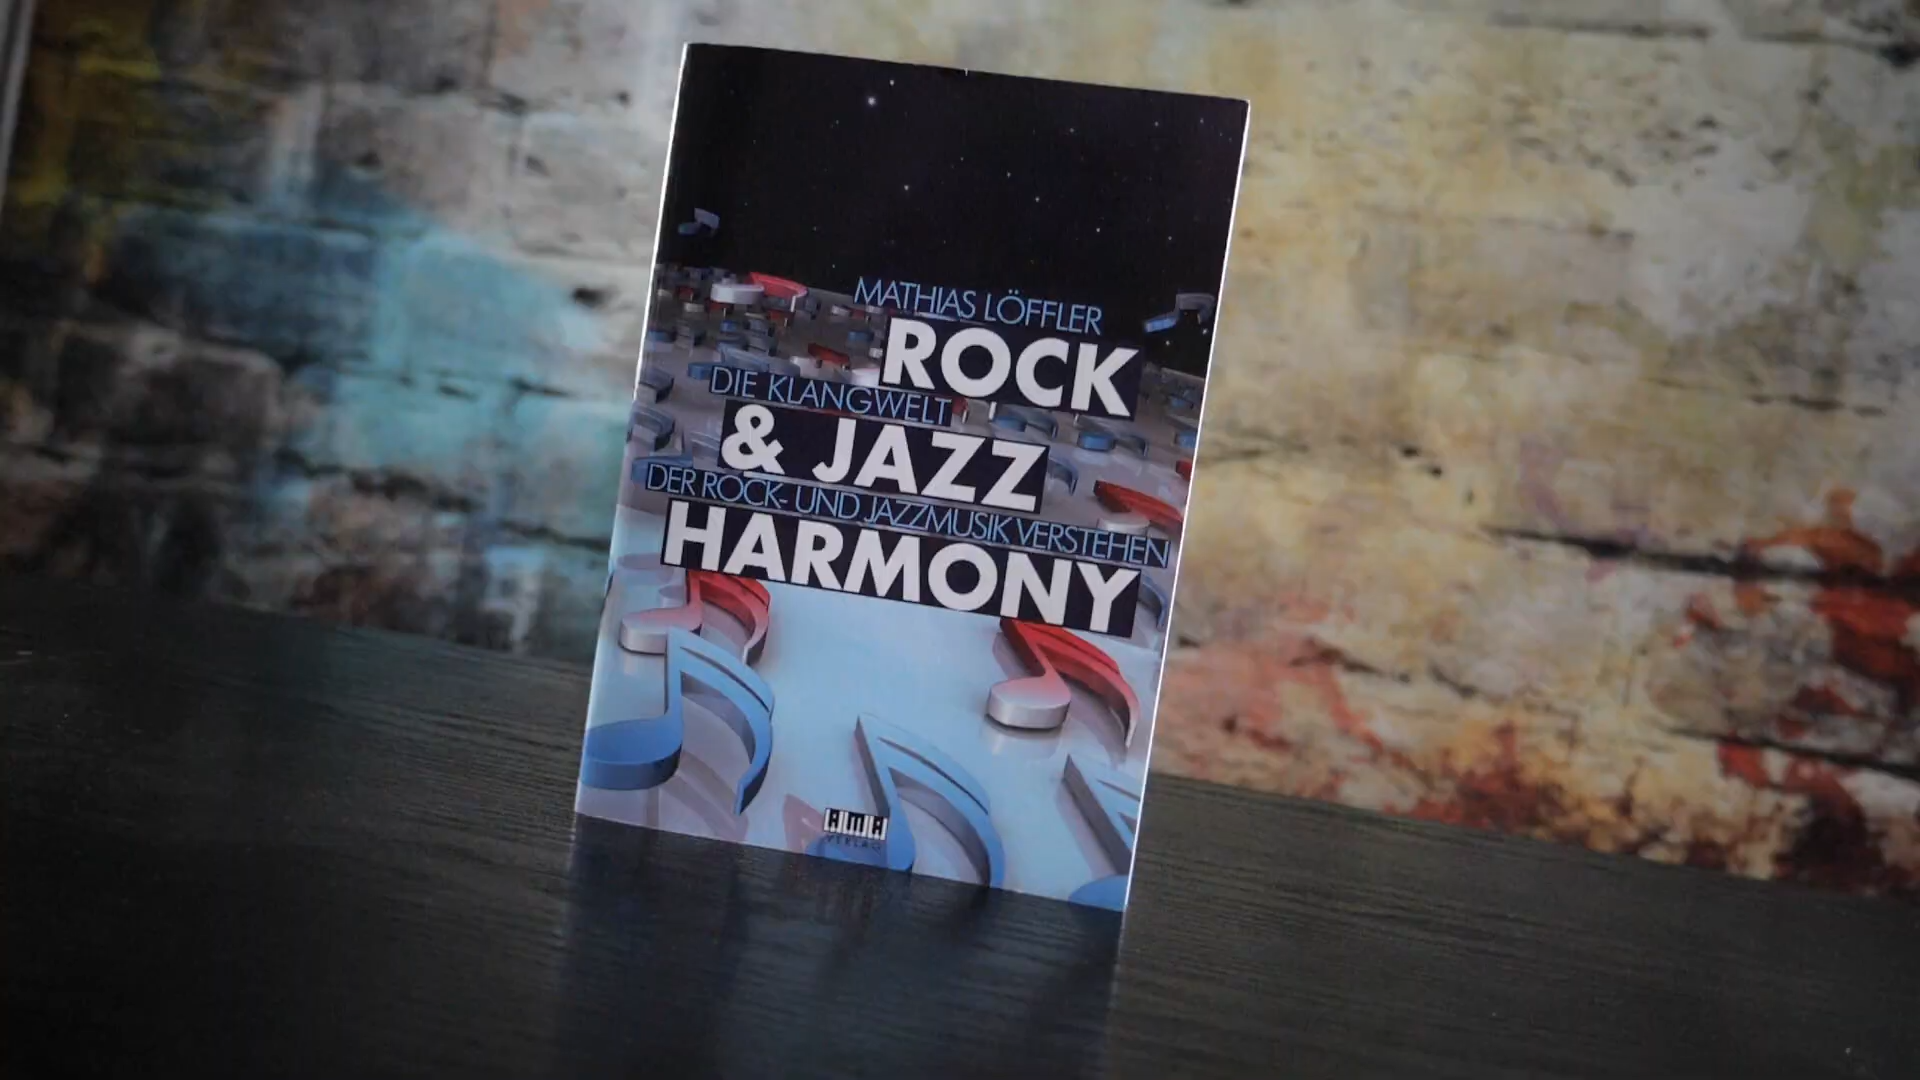 MATHIAS LÖFFLER
ROCK
DIE KLANGWELT
& JAZZ
DER ROCK- UND JAZZMUSIK VERSTEHEN
HARMONY
AMA
VERLAG